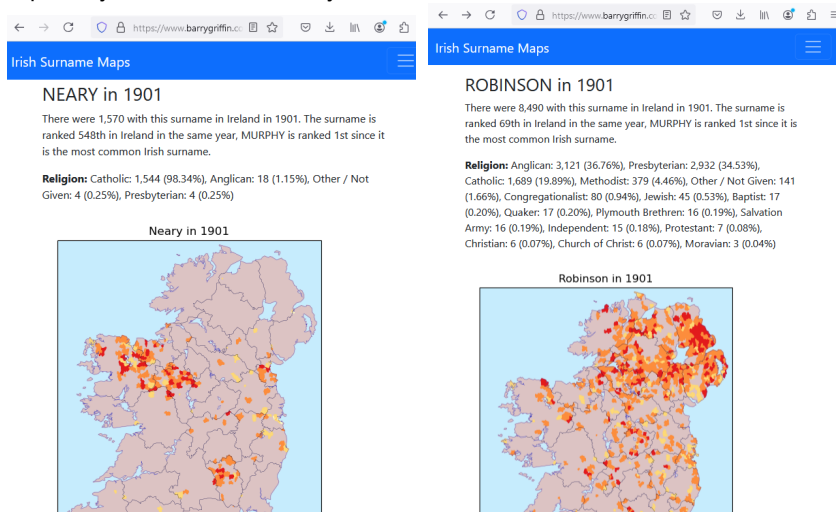 https://www.barrygriffin.co
Irish Surname Maps
NEARY in 1901
There were 1,570 with this surname in Ireland in 1901. The surname is
ranked 548th in Ireland in the same year, MURPHY is ranked 1st since it
is the most common Irish surname.
Religion: Catholic: 1,544 (98.34%), Anglican: 18 (1.15%), Other / Not
Given: 4 (0.25%), Presbyterian: 4 (0.25%)
Neary in 1901
https://www.barrygriffin.co
Irish Surname Maps
ROBINSON in 1901
There were 8,490 with this surname in Ireland in 1901. The surname is
ranked 69th in Ireland in the same year, MURPHY is ranked 1st since it is
the most common Irish surname.
Religion: Anglican: 3,121 (36.76%), Presbyterian: 2,932 (34.53%),
Catholic: 1,689 (19.89%), Methodist: 379 (4.46%), Other / Not Given: 141
(1.66%), Congregationalist: 80 (0.94%), Jewish: 45 (0.53%), Baptist: 17
(0.20%), Quaker: 17 (0.20%), Plymouth Brethren: 16 (0.19%), Salvation
Army: 16 (0.19%), Independent: 15 (0.18%), Protestant: 7 (0.08%),
Christian: 6 (0.07%), Church of Christ: 6 (0.07%), Moravian: 3 (0.04%)
Robinson in 1901